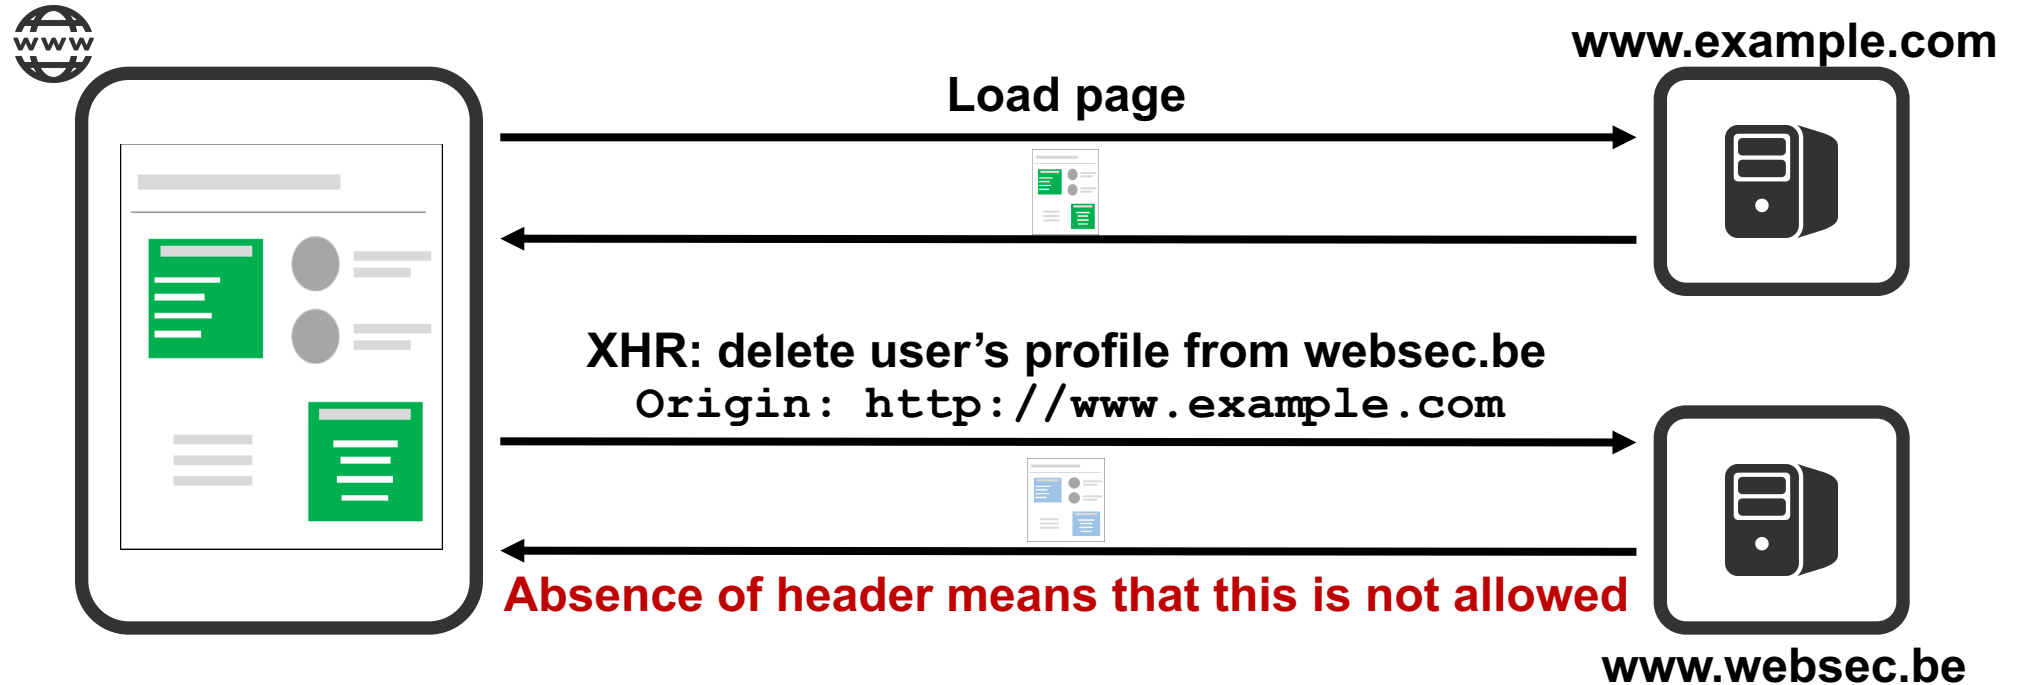 www
www.example.com
Load page
XHR: delete user’s profile from websec.be
Origin: http://www.example.com
Absence of header means that this is not allowed
www.websec.be